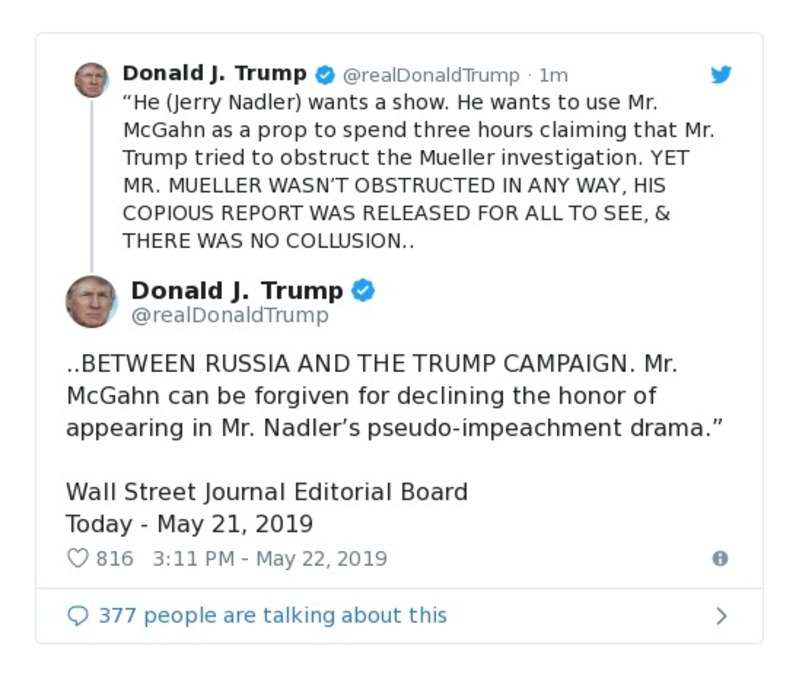 Donald J. Trump @realDonaldTrump · 1m
“He (Jerry Nadler) wants a show. He wants to use Mr.
McGahn as a prop to spend three hours claiming that Mr.
Trump tried to obstruct the Mueller investigation. YET
MR. MUELLER WASN’T OBSTRUCTED IN ANY WAY, HIS
COPIOUS REPORT WAS RELEASED FOR ALL TO SEE, &
THERE WAS NO COLLUSION..
Donald J. Trump
@realDonaldTrump
..BETWEEN RUSSIA AND THE TRUMP CAMPAIGN. Mr.
McGahn can be forgiven for declining the honor of
appearing in Mr. Nadler’s pseudo-impeachment drama.”
Wall Street Journal Editorial Board
Today - May 21, 2019
816 3:11 PM - May 22, 2019
377 people are talking about this